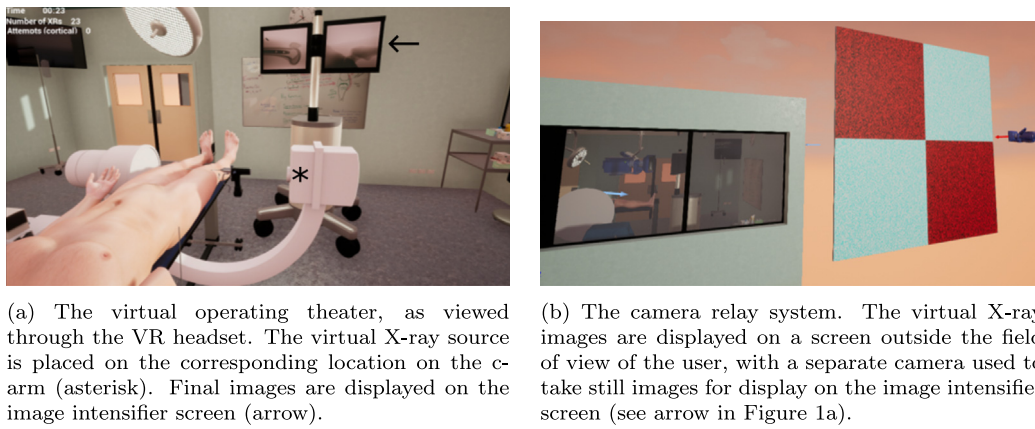 Time 00:23
Number of XRs 23
Attemots (cortical) 0
*
(a) The virtual operating theater, as viewed
through the VR headset. The virtual X-ray source
is placed on the corresponding location on the c-
arm (asterisk). Final images are displayed on the
image intensifier screen (arrow).
(b) The camera relay system. The virtual X-ray
images are displayed on a screen outside the field
of view of the user, with a separate camera used to
take still images for display on the image intensifier
screen (see arrow in Figure 1a).